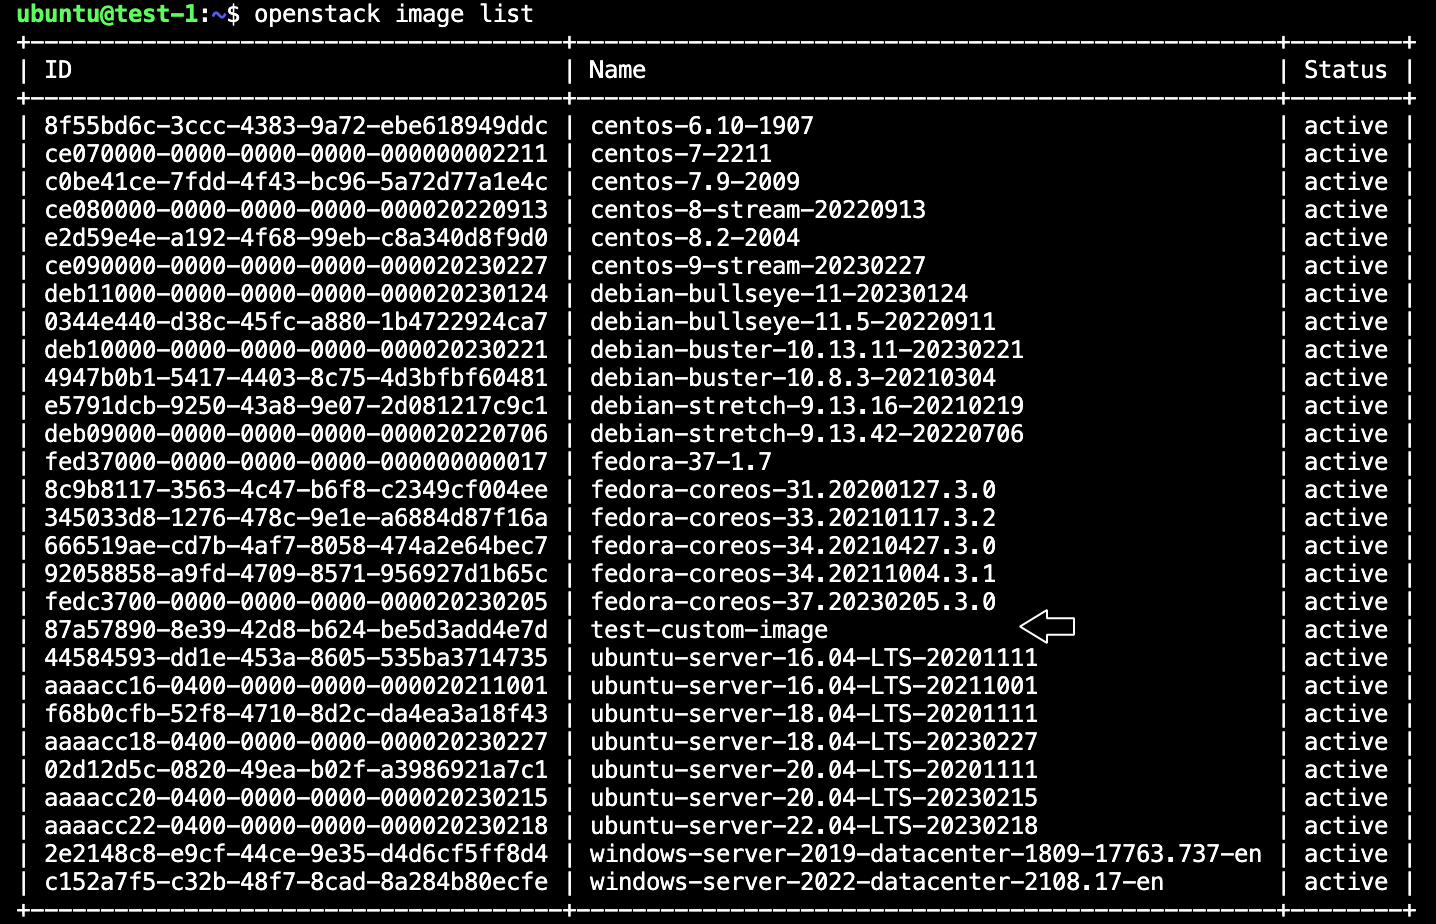 ubuntu@test-1:~$ openstack image list
+--------------------------------------+---------------------------------------------------+--------+
| ID                                   | Name                                              | Status |
+--------------------------------------+---------------------------------------------------+--------+
| 8f55bd6c-3ccc-4383-9a72-ebe618949ddc | centos-6.10-1907                                  | active |
| ce070000-0000-0000-0000-000000002211 | centos-7-2211                                     | active |
| c0be41ce-7fdd-4f43-bc96-5a72d77a1e4c | centos-7.9-2009                                   | active |
| ce080000-0000-0000-0000-000020220913 | centos-8-stream-20220913                          | active |
| e2d59e4e-a192-4f68-99eb-c8a340d8f9d0 | centos-8.2-2004                                   | active |
| ce090000-0000-0000-0000-000020230227 | centos-9-stream-20230227                          | active |
| deb11000-0000-0000-0000-000020230124 | debian-bullseye-11-20230124                       | active |
| 0344e440-d38c-45fc-a880-1b4722924ca7 | debian-bullseye-11.5-20220911                     | active |
| deb10000-0000-0000-0000-000020230221 | debian-buster-10.13.11-20230221                   | active |
| 4947b0b1-5417-4403-8c75-4d3bfbf60481 | debian-buster-10.8.3-20210304                     | active |
| e5791dcb-9250-43a8-9e07-2d081217c9c1 | debian-stretch-9.13.16-20210219                   | active |
| deb09000-0000-0000-0000-000020220706 | debian-stretch-9.13.42-20220706                   | active |
| fed37000-0000-0000-0000-000000000017 | fedora-37-1.7                                     | active |
| 8c9b8117-3563-4c47-b6f8-c2349cf004ee | fedora-coreos-31.20200127.3.0                     | active |
| 345033d8-1276-478c-9e1e-a6884d87f16a | fedora-coreos-33.20210117.3.2                     | active |
| 666519ae-cd7b-4af7-8058-474a2e64bec7 | fedora-coreos-34.20210427.3.0                     | active |
| 92058858-a9fd-4709-8571-956927d1b65c | fedora-coreos-34.20211004.3.1                     | active |
| fedc3700-0000-0000-0000-000020230205 | fedora-coreos-37.20230205.3.0                     | active |
| 87a57890-8e39-42d8-b624-be5d3add4e7d | test-custom-image                                 | active |
| 44584593-dd1e-453a-8605-535ba3714735 | ubuntu-server-16.04-LTS-20201111                  | active |
| aaaacc16-0400-0000-0000-000020211001 | ubuntu-server-16.04-LTS-20211001                  | active |
| f68b0cfb-52f8-4710-8d2c-da4ea3a18f43 | ubuntu-server-18.04-LTS-20201111                  | active |
| aaaacc18-0400-0000-0000-000020230227 | ubuntu-server-18.04-LTS-20230227                  | active |
| 02d12d5c-0820-49ea-b02f-a3986921a7c1 | ubuntu-server-20.04-LTS-20201111                  | active |
| aaaacc20-0400-0000-0000-000020230215 | ubuntu-server-20.04-LTS-20230215                  | active |
| aaaacc22-0400-0000-0000-000020230218 | ubuntu-server-22.04-LTS-20230218                  | active |
| 2e2148c8-e9cf-44ce-9e35-d4d6cf5ff8d4 | windows-server-2019-datacenter-1809-17763.737-en | active |
| c152a7f5-c32b-48f7-8cad-8a284b80ecfe | windows-server-2022-datacenter-2108.17-en         | active |
+--------------------------------------+---------------------------------------------------+--------+